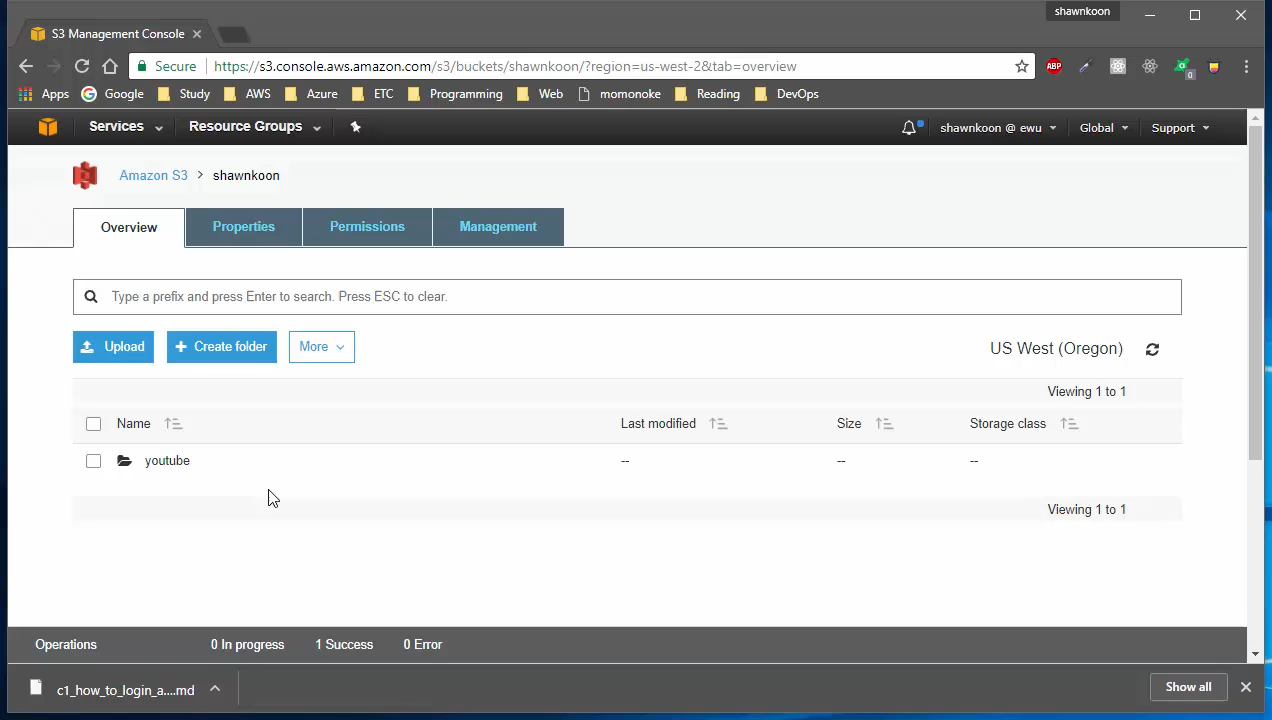 shawnkoon
S3 Management Console
Secure https://s3.console.aws.amazon.com/s3/buckets/shawnkoon/?region=us-west-2&tab=overview
ABP
0
Apps Google Study AWS Azure ETC Programming Web momonoke Reading DevOps
Services Resource Groups shawnkoon @ ewu Global Support
Amazon S3 > shawnkoon
Overview Properties Permissions Management
Type a prefix and press Enter to search. Press ESC to clear.
Upload + Create folder More US West (Oregon)
Viewing 1 to 1
Name Last modified Size Storage class
youtube -- -- --
Viewing 1 to 1
Operations 0 In progress 1 Success 0 Error
c1_how_to_login_a....md Show all